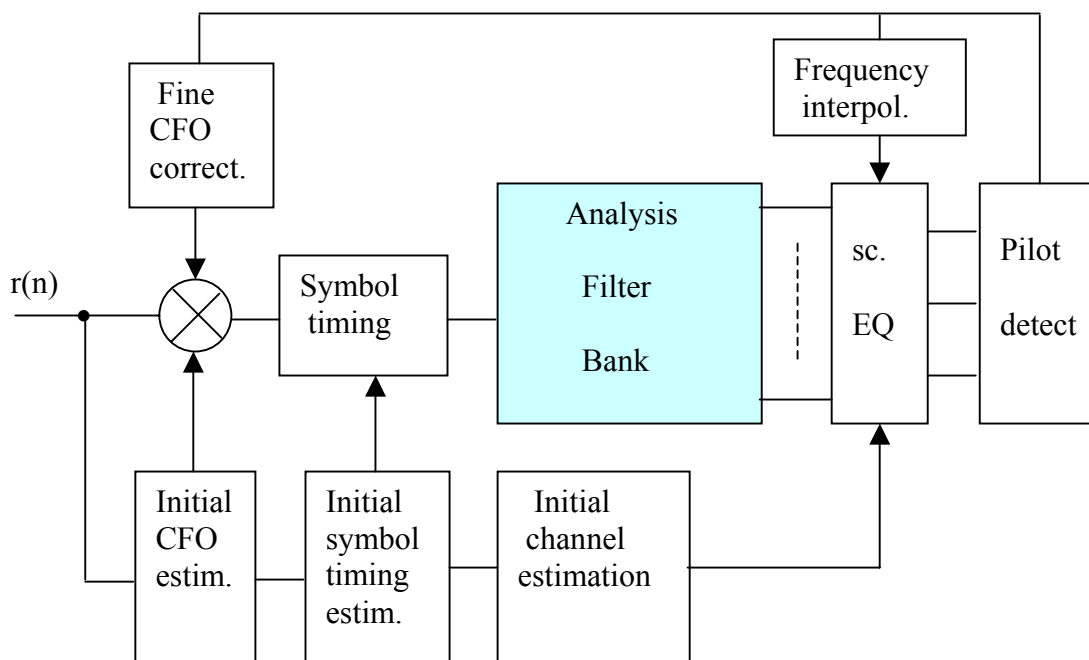 Fine
CFO
correct.
Frequency
interpol.
r(n)
Symbol
timing
Analysis
Filter
Bank
sc.
EQ
Pilot
detect
Initial
CFO
estim.
Initial
symbol
timing
estim.
Initial
channel
estimation